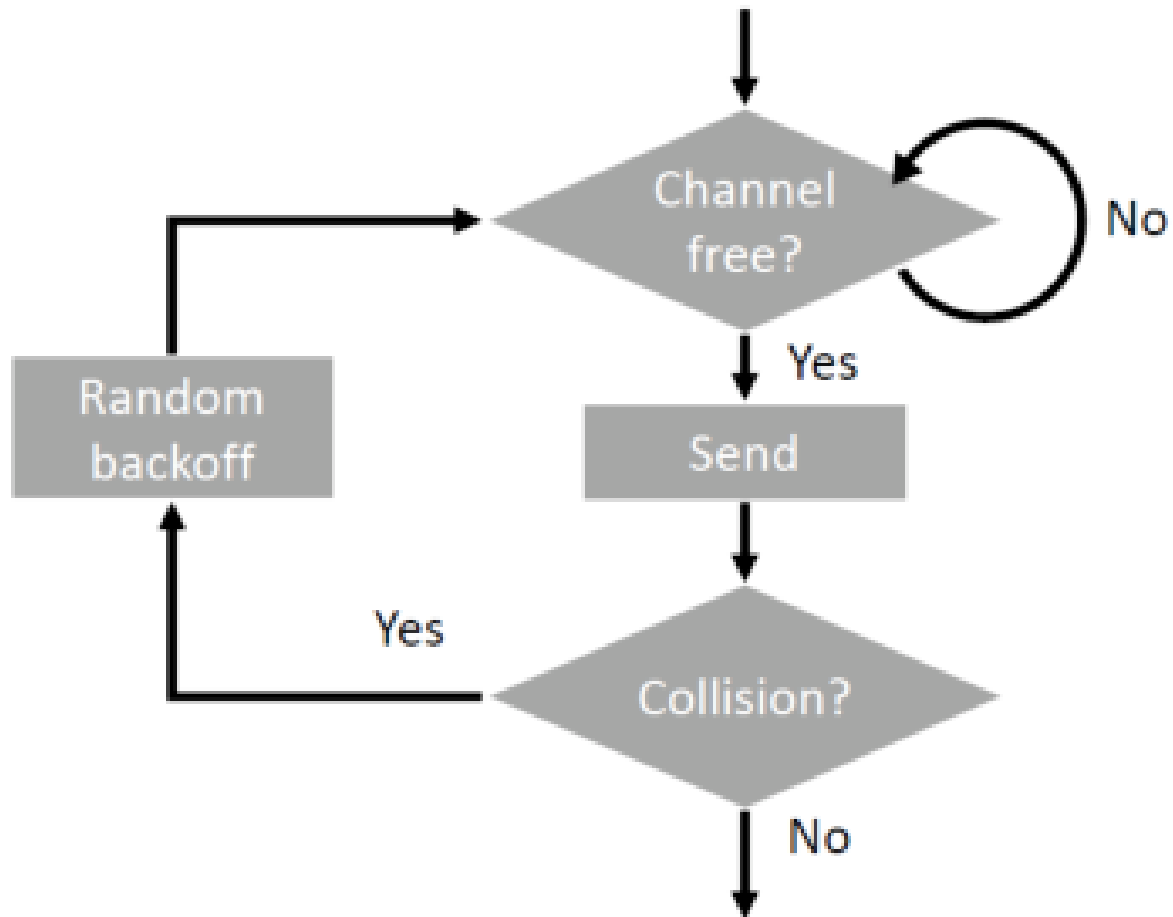 Channel
free?
No
Yes
Random
backoff
Send
Yes
Collision?
No